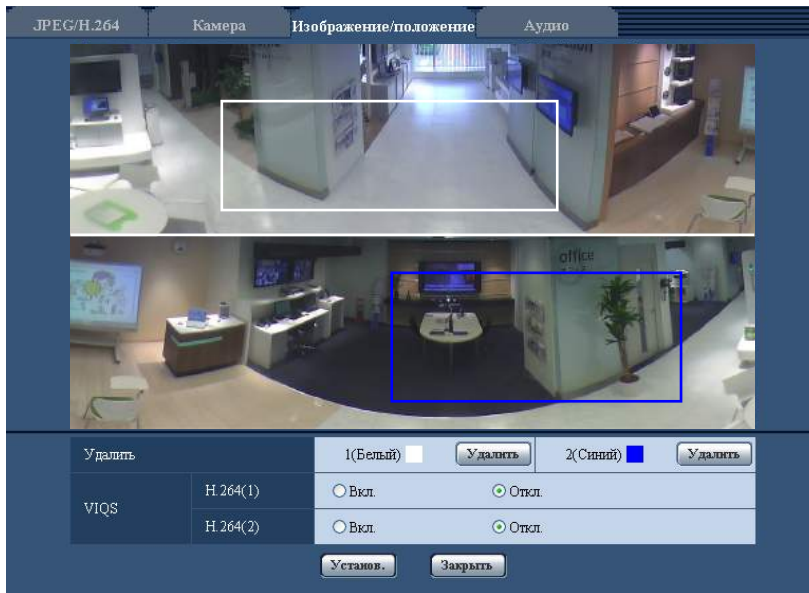 JPEG/H.264 Камера Изображение/положение Аудио
office
Удалить 1(Белый) Удалить 2(Синий) Удалить
VIQS H.264(1) Вкл. Откл.
H.264(2) Вкл. Откл.
Установ. Закрыть